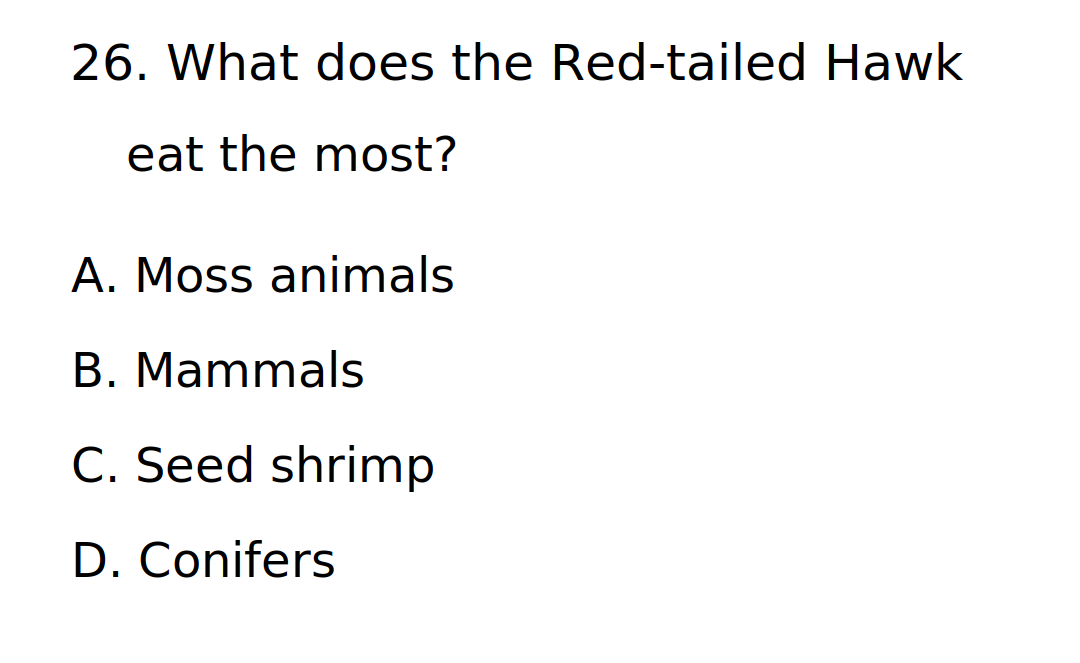 26. What does the Red-tailed Hawk
eat the most?
A. Moss animals
B. Mammals
C. Seed shrimp
D. Conifers